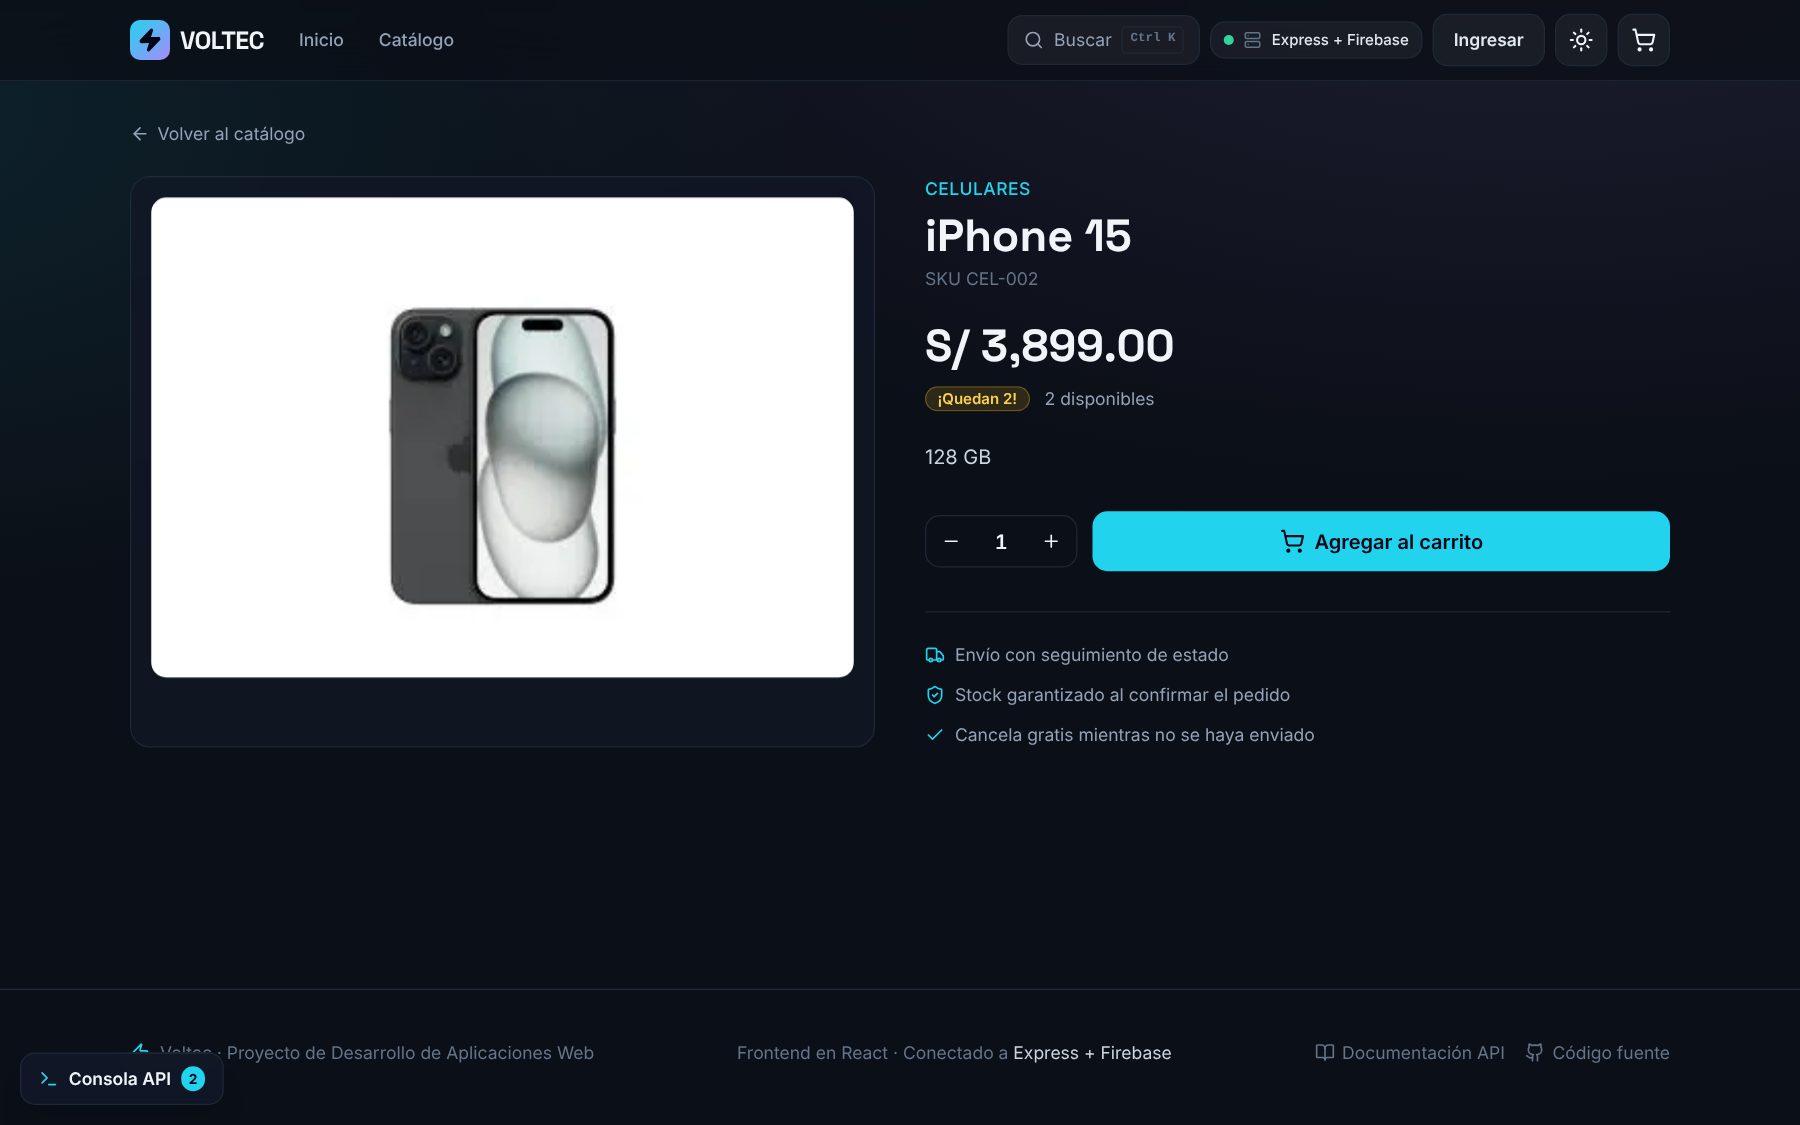 VOLTEC
Inicio
Catálogo
Buscar
Ctrl K
Express + Firebase
Ingresar
Volver al catálogo
CELULARES
iPhone 15
SKU CEL-002
S/ 3,899.00
¡Quedan 2!
2 disponibles
128 GB
1
Agregar al carrito
Envío con seguimiento de estado
Stock garantizado al confirmar el pedido
Cancela gratis mientras no se haya enviado
Voltec · Proyecto de Desarrollo de Aplicaciones Web
Frontend en React · Conectado a Express + Firebase
Documentación API
Código fuente
Consola API
2